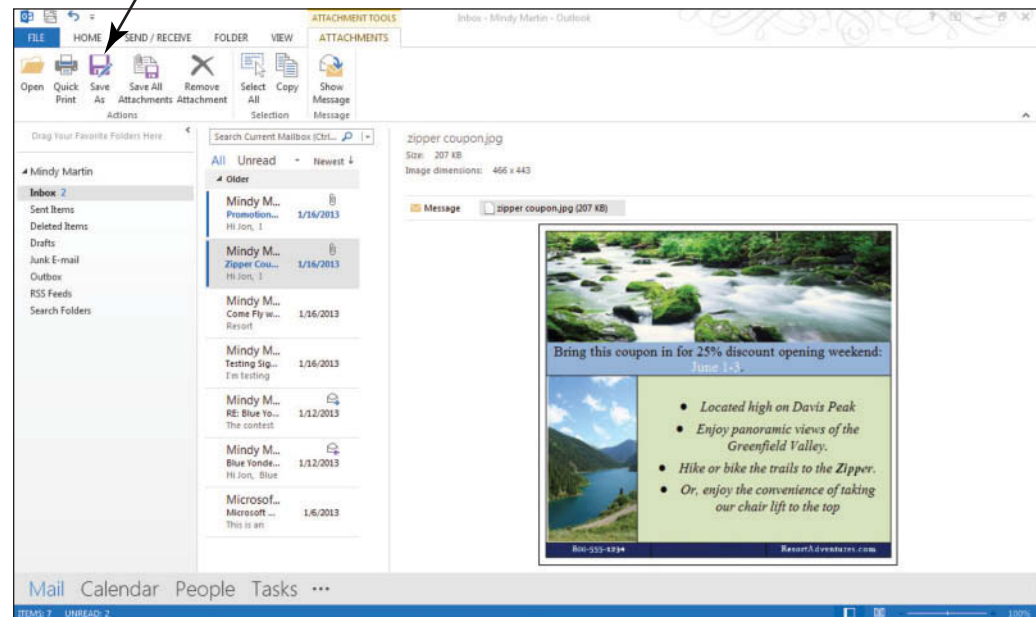 ATTACHMENT TOOLS
Inbox - Mindy Martin - Outlook
FILE HOME SEND / RECEIVE FOLDER VIEW ATTACHMENTS
Open Quick Print Save As Save All Attachments Remove Attachment Select All Copy Show Message
Actions Selection Message
Drag Your Favorite Folders Here
Mindy Martin
Inbox 2
Sent Items
Deleted Items
Drafts
Junk E-mail
Outbox
RSS Feeds
Search Folders
Search Current Mailbox (Ctrl...
All Unread Newest
Older
Mindy M...
Promotion... 1/16/2013
Hi Jon, I
Mindy M...
Zipper Cou... 1/16/2013
Hi Jon, I
Mindy M...
Come Fly w... 1/16/2013
Resort
Mindy M...
Testing Sig... 1/16/2013
I'm testing
Mindy M...
RE: Blue Yo... 1/12/2013
The contest
Mindy M...
Blue Yonde... 1/12/2013
Hi Jon, Blue
Microsof...
Microsoft ... 1/6/2013
This is an
zipper coupon.jpg
Size: 207 KB
Image dimensions: 466 x 443
Message zipper coupon.jpg (207 KB)
Bring this coupon in for 25% discount opening weekend:
June 1-3.
• Located high on Davis Peak
• Enjoy panoramic views of the
Greenfield Valley.
• Hike or bike the trails to the Zipper.
• Or, enjoy the convenience of taking
our chair lift to the top
800-555-1234 ResortAdventures.com
Mail Calendar People Tasks ...
ITEMS: 7 UNREAD: 2 100%